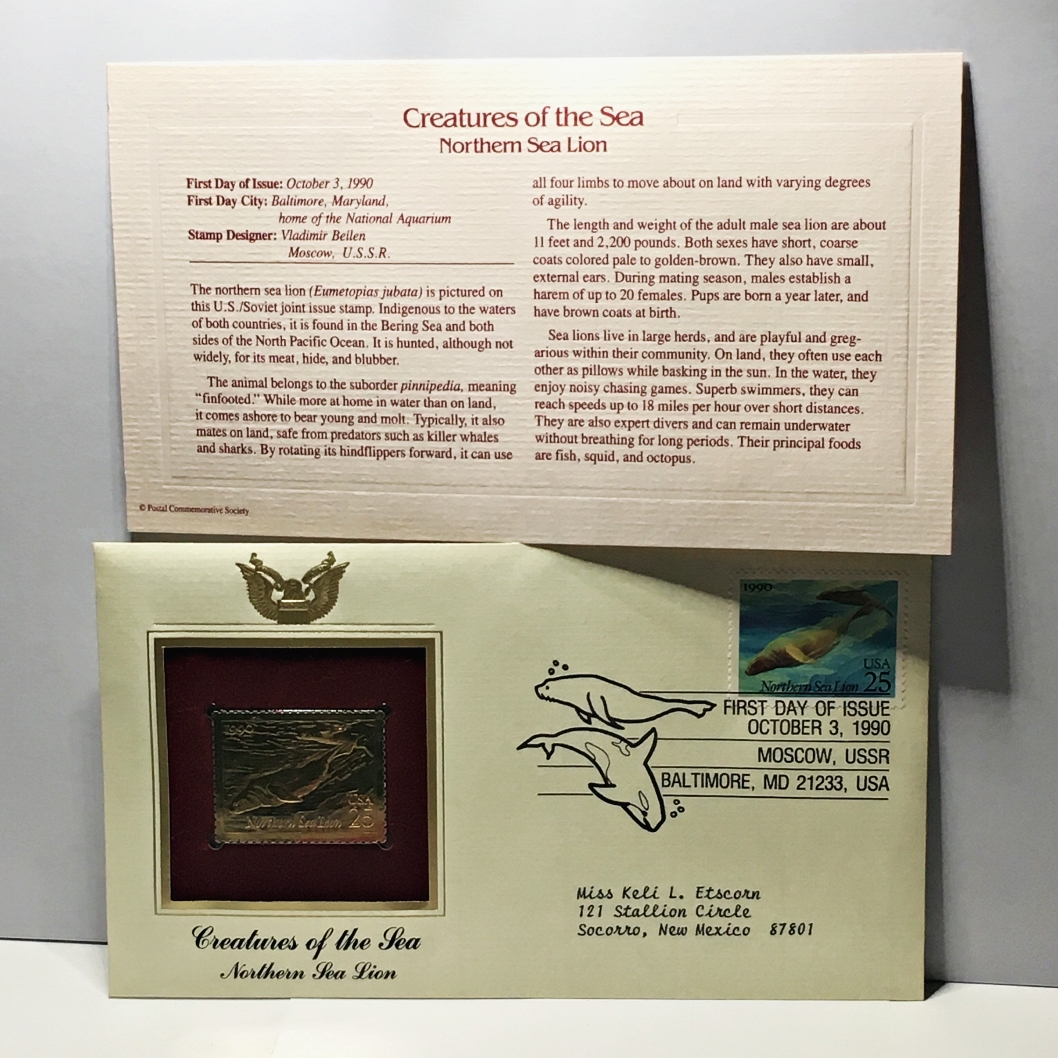 Creatures of the Sea
Northern Sea Lion
First Day of Issue: October 3, 1990
First Day City: Baltimore, Maryland,
home of the National Aquarium
Stamp Designer: Vladimir Beilen
Moscow, U.S.S.R.
The northern sea lion (Eumetopias jubata) is pictured on
this U.S./Soviet joint issue stamp. Indigenous to the waters
of both countries, it is found in the Bering Sea and both
sides of the North Pacific Ocean. It is hunted, although not
widely, for its meat, hide, and blubber.
The animal belongs to the suborder pinnipedia, meaning
“finfooted.” While more at home in water than on land,
it comes ashore to bear young and molt. Typically, it also
mates on land, safe from predators such as killer whales
and sharks. By rotating its hindflippers forward, it can use
all four limbs to move about on land with varying degrees
of agility.
The length and weight of the adult male sea lion are about
11 feet and 2,200 pounds. Both sexes have short, coarse
coats colored pale to golden-brown. They also have small,
external ears. During mating season, males establish a
harem of up to 20 females. Pups are born a year later, and
have brown coats at birth.
Sea lions live in large herds, and are playful and greg-
arious within their community. On land, they often use each
other as pillows while basking in the sun. In the water, they
enjoy noisy chasing games. Superb swimmers, they can
reach speeds up to 18 miles per hour over short distances.
They are also expert divers and can remain underwater
without breathing for long periods. Their principal foods
are fish, squid, and octopus.
© Postal Commemorative Society
1990
USA
Northern Sea Lion 25
1990
USA
Northern Sea Lion 25
FIRST DAY OF ISSUE
OCTOBER 3, 1990
MOSCOW, USSR
BALTIMORE, MD 21233, USA
Miss Keli L. Etscorn
121 Stallion Circle
Socorro, New Mexico 87801
Creatures of the Sea
Northern Sea Lion